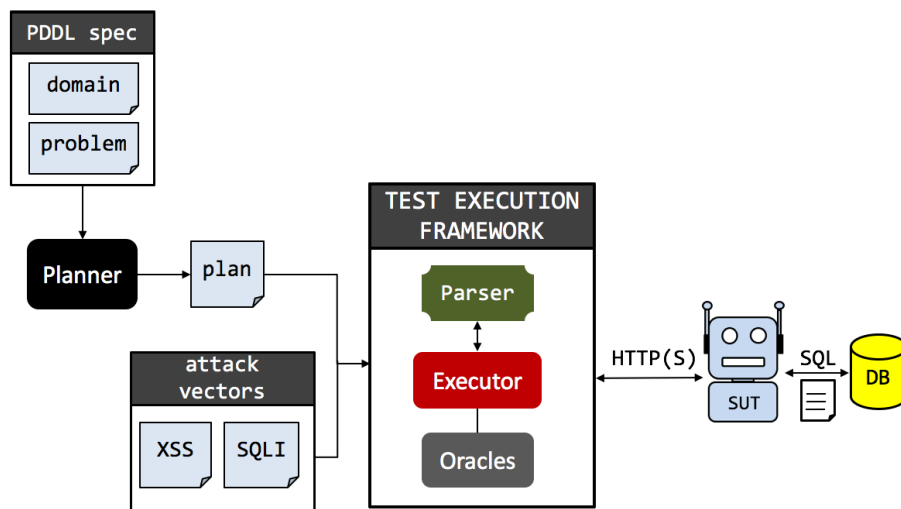 PDDL spec
domain
problem
Planner
plan
attack
vectors
XSS
SQLI
TEST EXECUTION
FRAMEWORK
Parser
Executor
Oracles
HTTP(S)
SUT
SQL
DB